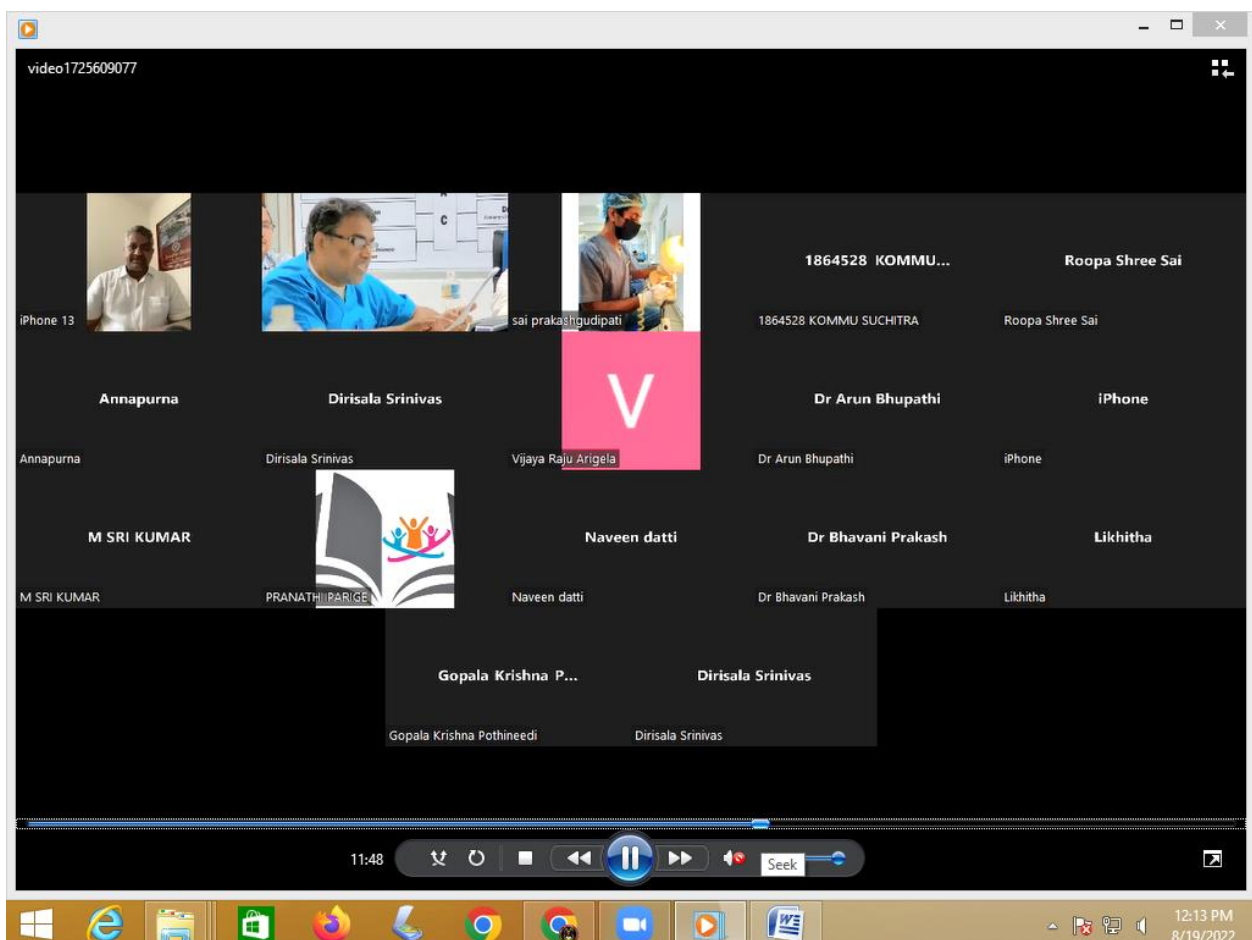 video1725609077
C
iPhone 13
sai prakashgudipati
1864528 KOMMU...
1864528 KOMMU SUCHITRA
Roopa Shree Sai
Roopa Shree Sai
Annapurna
Annapurna
Dirisala Srinivas
Dirisala Srinivas
V
Vijaya Raju Arigela
Dr Arun Bhupathi
Dr Arun Bhupathi
iPhone
iPhone
M SRI KUMAR
M SRI KUMAR
PRANATHI IPARIGE
Naveen datti
Naveen datti
Dr Bhavani Prakash
Dr Bhavani Prakash
Likhitha
Likhitha
Gopala Krishna P...
Gopala Krishna Pothineedi
Dirisala Srinivas
Dirisala Srinivas
11:48
Seek
12:13 PM
8/19/2022